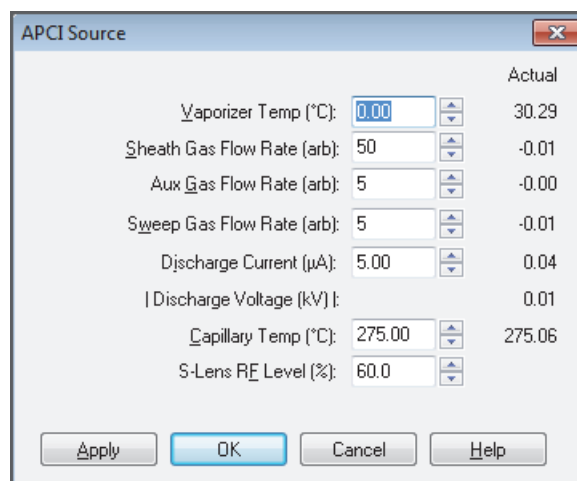 APCI Source
Actual
Vaporizer Temp (°C): 0.00 30.29
Sheath Gas Flow Rate (arb): 50 -0.01
Aux Gas Flow Rate (arb): 5 -0.00
Sweep Gas Flow Rate (arb): 5 -0.01
Discharge Current (µA): 5.00 0.04
| Discharge Voltage (kV) |: 0.01
Capillary Temp (°C): 275.00 275.06
S-Lens RF Level (%): 60.0
Apply OK Cancel Help